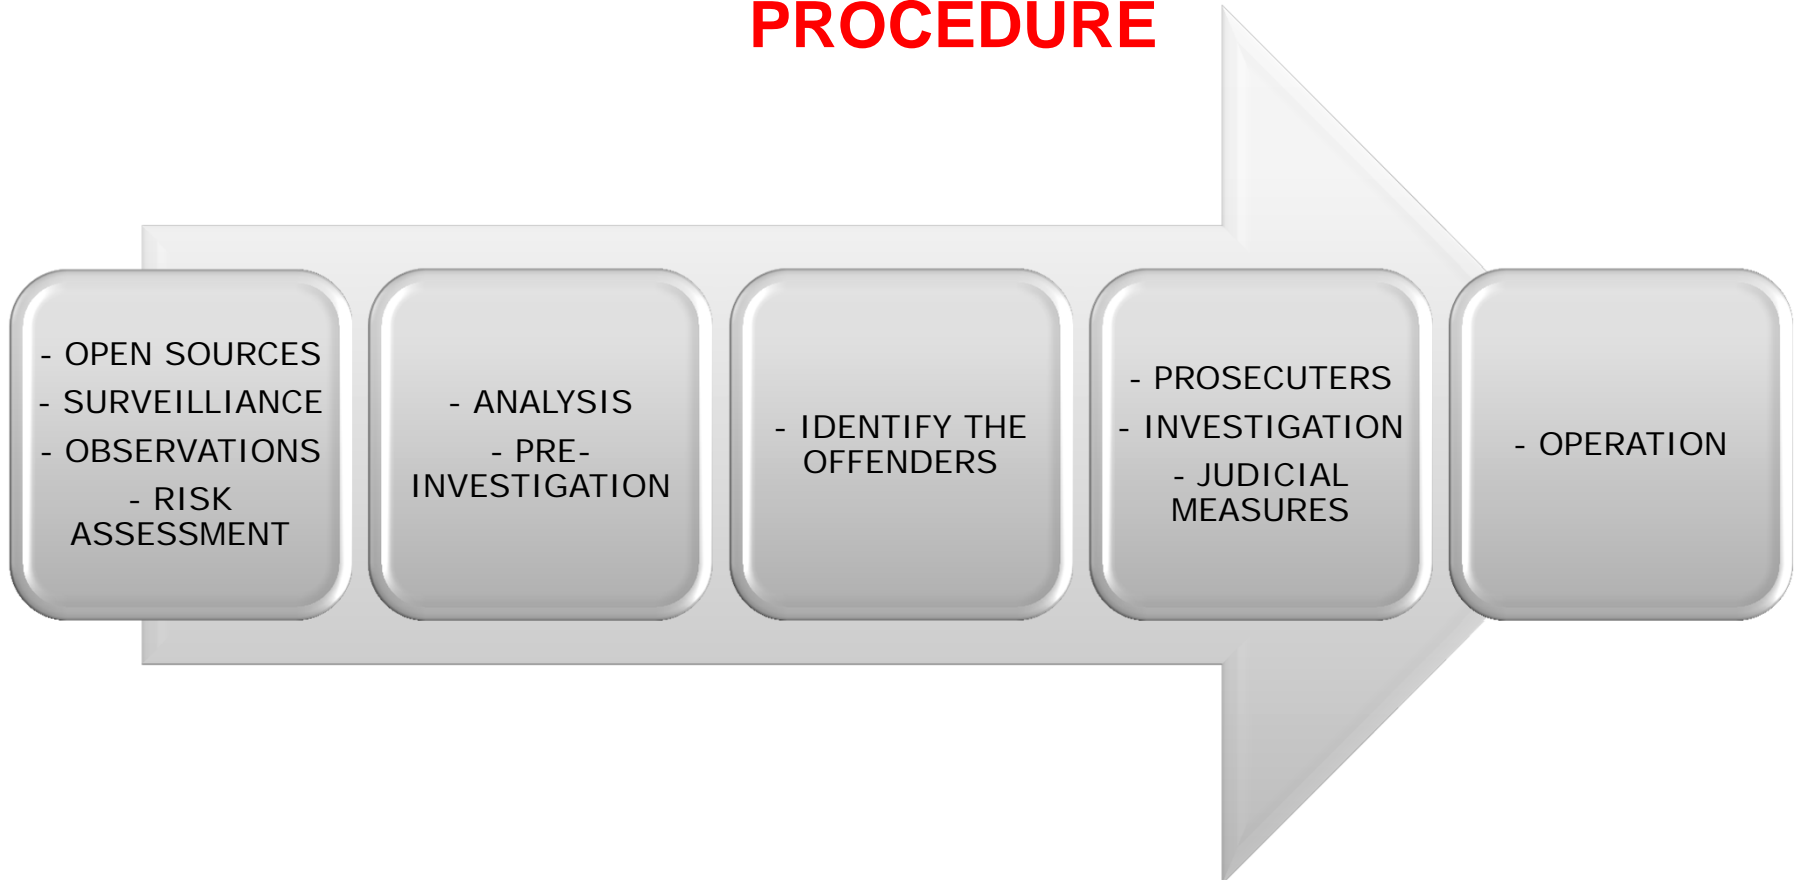 PROCEDURE
- OPEN SOURCES
- SURVEILLIANCE
- OBSERVATIONS
- RISK
ASSESSMENT
- ANALYSIS
- PRE-
INVESTIGATION
- IDENTIFY THE
OFFENDERS
- PROSECUTERS
- INVESTIGATION
- JUDICIAL
MEASURES
- OPERATION